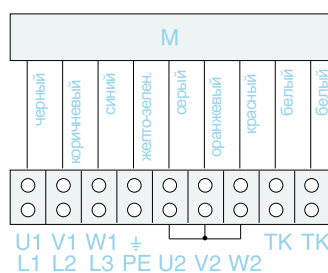 M
черный
коричневый
синий
желто-зелен.
серый
оранжевый
красный
белый
белый
U1 V1 W1 TK TK
L1 L2 L3 PE U2 V2 W2